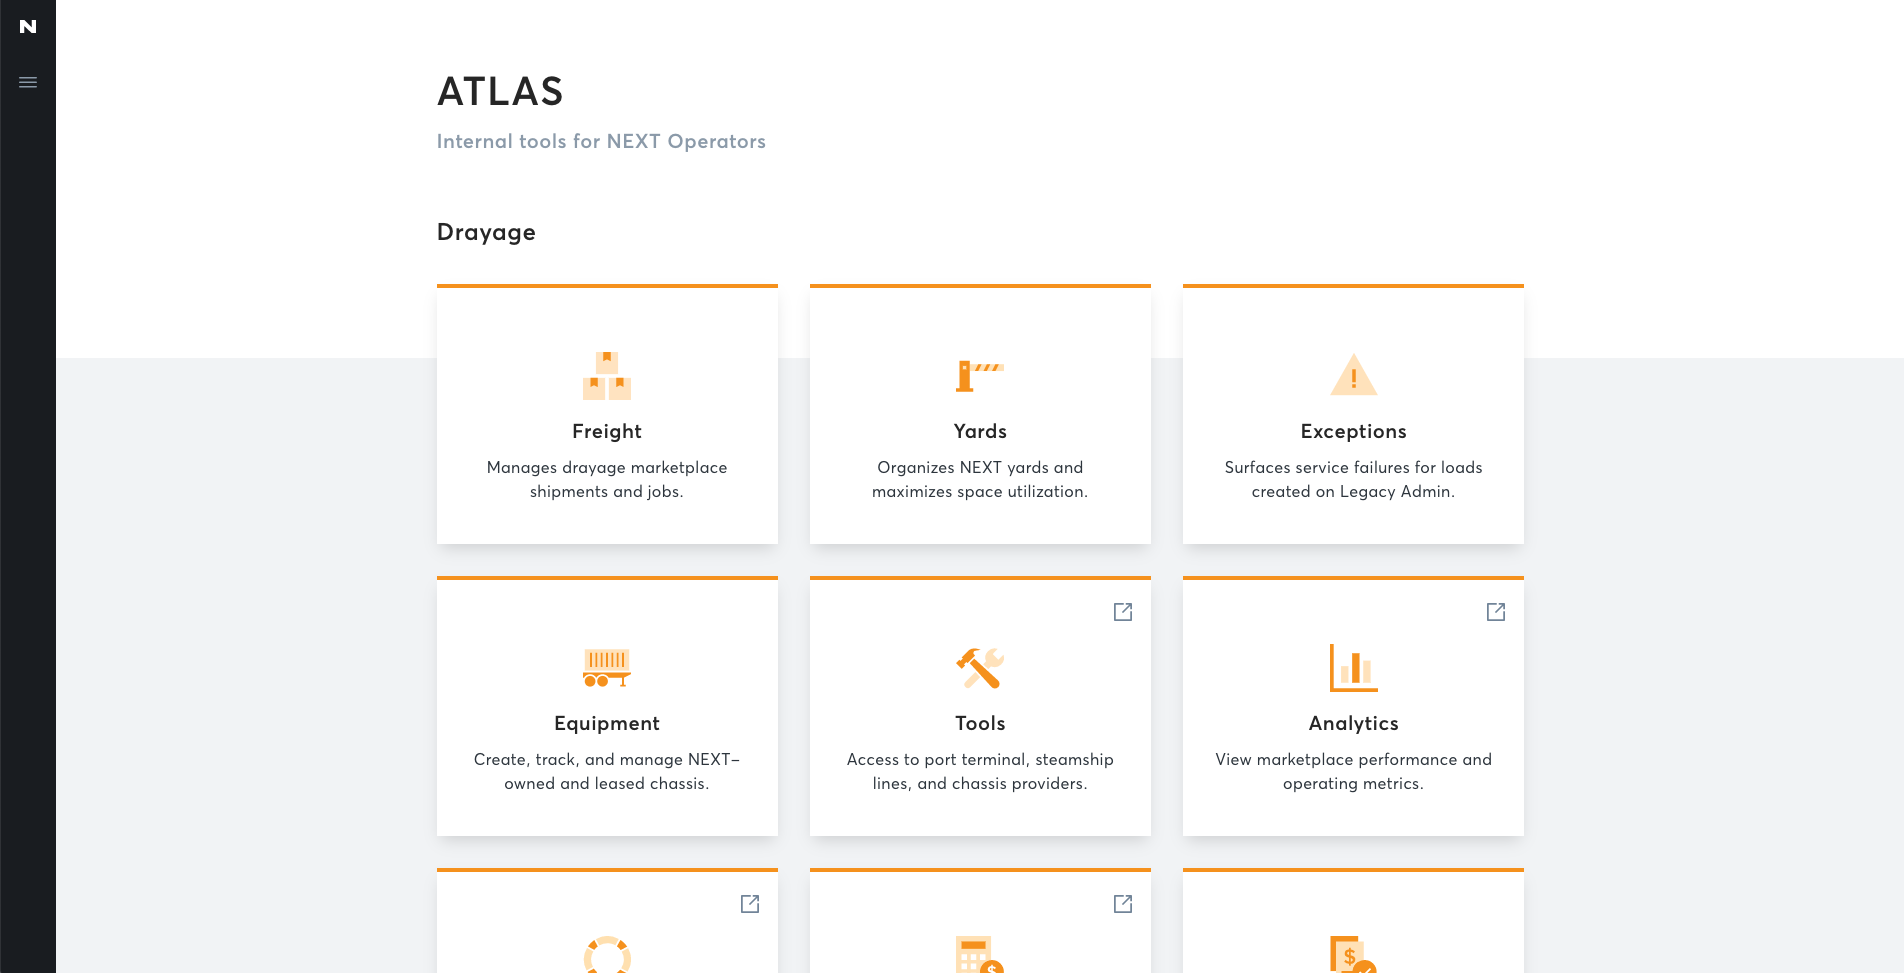 N
ATLAS
Internal tools for NEXT Operators
Drayage
Freight
Manages drayage marketplace
shipments and jobs.
Yards
Organizes NEXT yards and
maximizes space utilization.
Exceptions
Surfaces service failures for loads
created on Legacy Admin.
Equipment
Create, track, and manage NEXT-
owned and leased chassis.
Tools
Access to port terminal, steamship
lines, and chassis providers.
Analytics
View marketplace performance and
operating metrics.